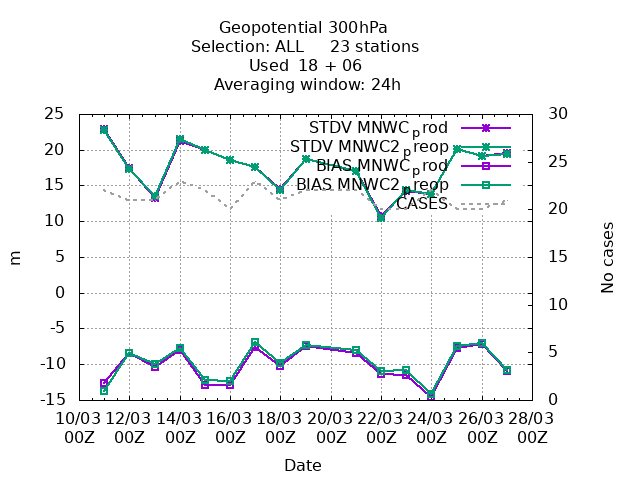 Geopotential 300hPa
Selection: ALL     23 stations
Used  18 + 06
Averaging window: 24h
25 30
STDV MNWC_prod
STDV MNWC2_preop
BIAS MNWC_prod
BIAS MNWC2_preop
CASES
20
15
10
5
0
-5
-10
-15
25
20
15
10
5
0
m
No cases
10/03 12/03 14/03 16/03 18/03 20/03 22/03 24/03 26/03 28/03
00Z 00Z 00Z 00Z 00Z 00Z 00Z 00Z 00Z 00Z
Date